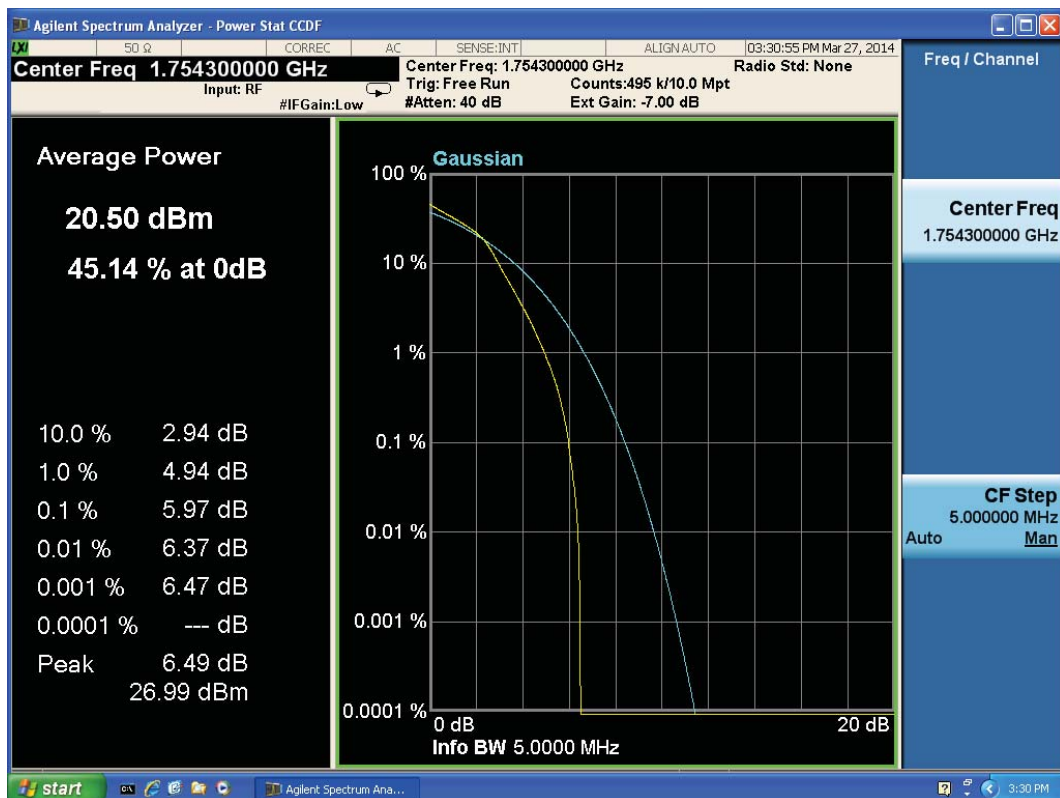 Agilent Spectrum Analyzer - Power Stat CCDF
LXI 50 Ω CORREC AC SENSE:INT ALIGN AUTO 03:30:55 PM Mar 27, 2014
Center Freq 1.754300000 GHz
Input: RF
#IFGain:Low
Center Freq: 1.754300000 GHz Radio Std: None
Trig: Free Run Counts:495 k/10.0 Mpt
#Atten: 40 dB Ext Gain: -7.00 dB
Average Power
20.50 dBm
45.14 % at 0dB
10.0 % 2.94 dB
1.0 % 4.94 dB
0.1 % 5.97 dB
0.01 % 6.37 dB
0.001 % 6.47 dB
0.0001 % --- dB
Peak 6.49 dB
26.99 dBm
Gaussian
100 %
10 %
1 %
0.1 %
0.01 %
0.001 %
0.0001 %
0 dB 20 dB
Info BW 5.0000 MHz
Freq / Channel
Center Freq
1.754300000 GHz
CF Step
5.000000 MHz
Auto Man
start Agilent Spectrum Ana... 3:30 PM